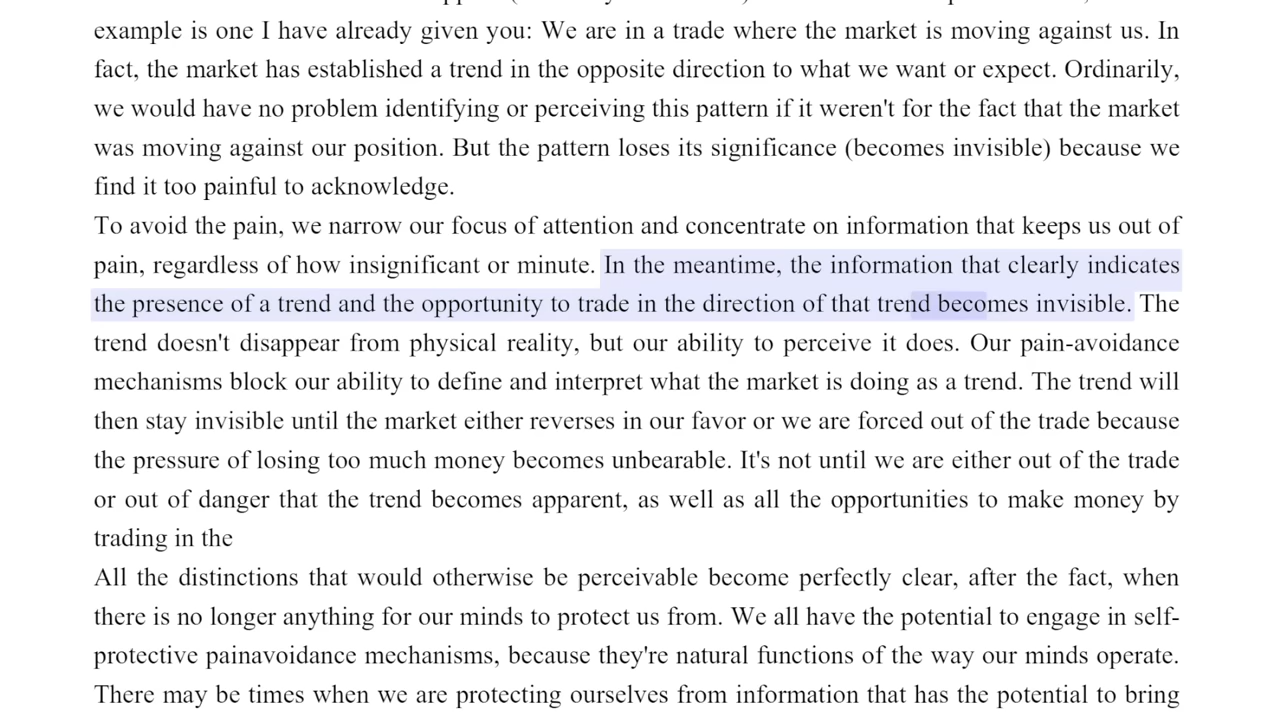 example is one I have already given you: We are in a trade where the market is moving against us. In
fact, the market has established a trend in the opposite direction to what we want or expect. Ordinarily,
we would have no problem identifying or perceiving this pattern if it weren't for the fact that the market
was moving against our position. But the pattern loses its significance (becomes invisible) because we
find it too painful to acknowledge.
To avoid the pain, we narrow our focus of attention and concentrate on information that keeps us out of
pain, regardless of how insignificant or minute. In the meantime, the information that clearly indicates
the presence of a trend and the opportunity to trade in the direction of that trend becomes invisible. The
trend doesn't disappear from physical reality, but our ability to perceive it does. Our pain-avoidance
mechanisms block our ability to define and interpret what the market is doing as a trend. The trend will
then stay invisible until the market either reverses in our favor or we are forced out of the trade because
the pressure of losing too much money becomes unbearable. It's not until we are either out of the trade
or out of danger that the trend becomes apparent, as well as all the opportunities to make money by
trading in the
All the distinctions that would otherwise be perceivable become perfectly clear, after the fact, when
there is no longer anything for our minds to protect us from. We all have the potential to engage in self-
protective painavoidance mechanisms, because they're natural functions of the way our minds operate.
There may be times when we are protecting ourselves from information that has the potential to bring